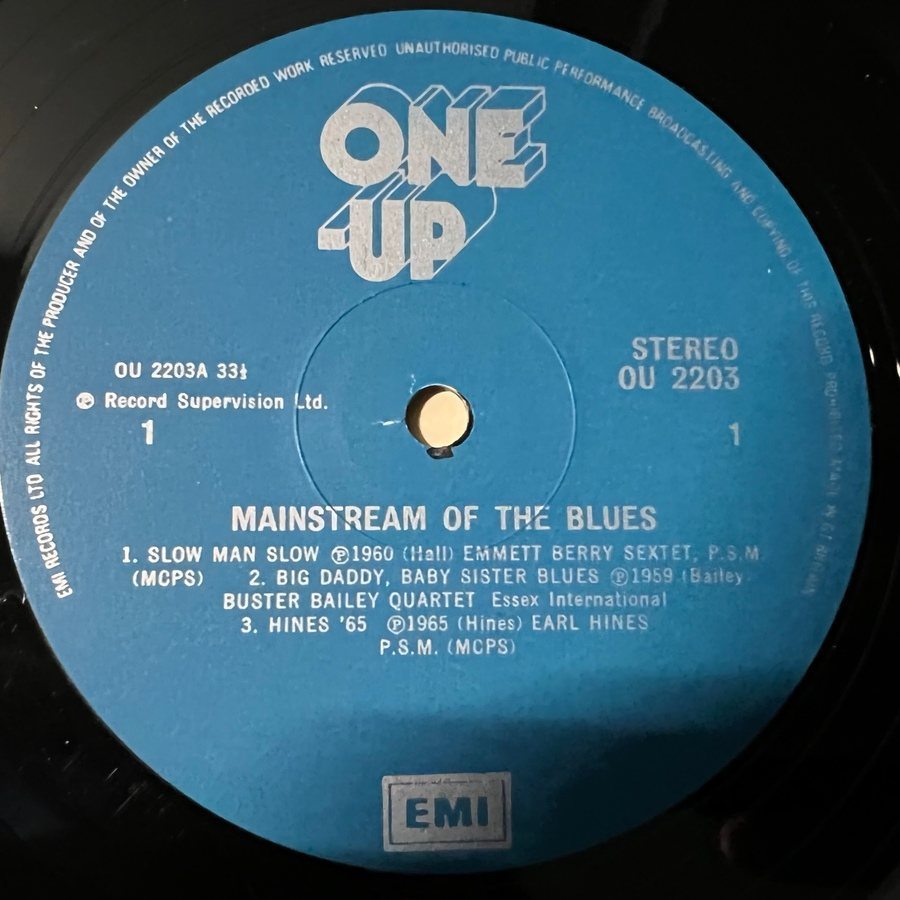 EMI RECORDS LTD ALL RIGHTS OF THE PRODUCER AND OF THE OWNER OF THE RECORDED WORK RESERVED UNAUTHORISED PUBLIC PERFORMANCE BROADCASTING AND COPYING OF THIS RECORD PROHIBITED
ONE
-UP
OU 2203A 33⅓
℗ Record Supervision Ltd.
1
STEREO
OU 2203
1
MAINSTREAM OF THE BLUES
1. SLOW MAN SLOW ℗1960 (Hall) EMMETT BERRY SEXTET, P.S.M
(MCPS) 2. BIG DADDY, BABY SISTER BLUES ℗1959 (Bailey
BUSTER BAILEY QUARTET Essex International
3. HINES '65 ℗1965 (Hines) EARL HINES
P.S.M. (MCPS)
EMI